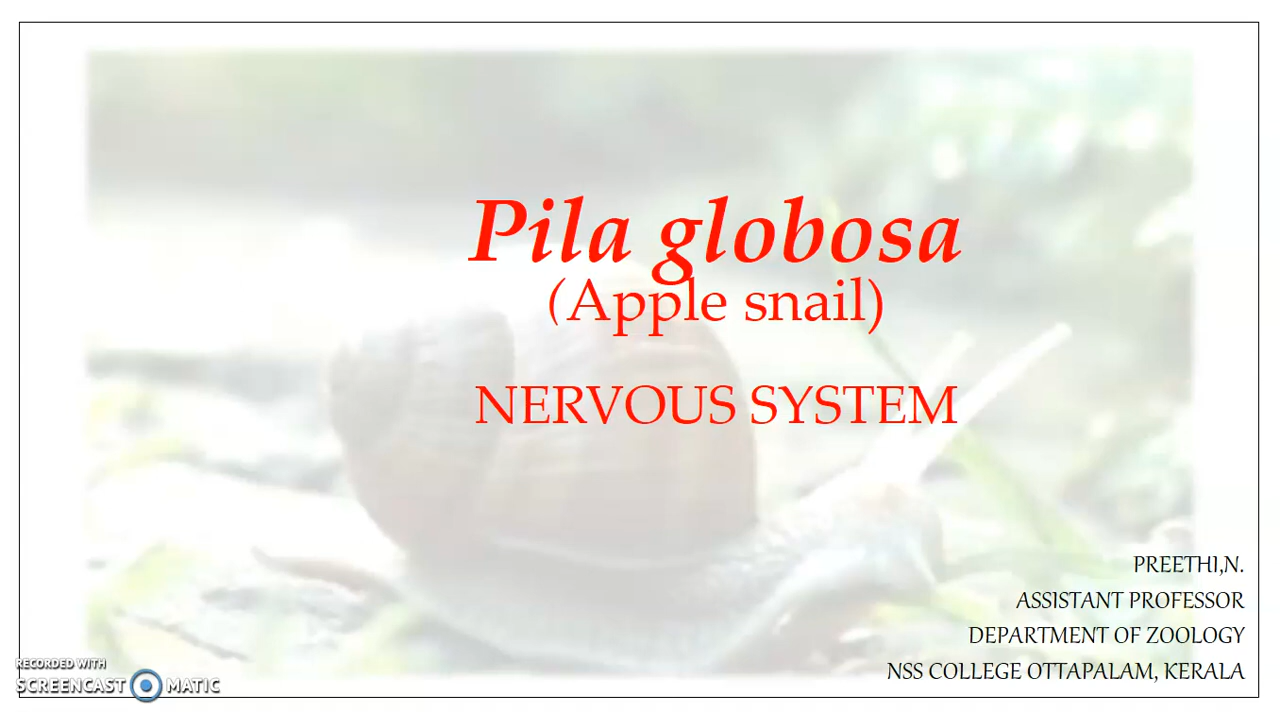 Pila globosa
(Apple snail)
NERVOUS SYSTEM
PREETHI,N.
ASSISTANT PROFESSOR
DEPARTMENT OF ZOOLOGY
NSS COLLEGE OTTAPALAM, KERALA
RECORDED WITH
SCREENCAST MATIC